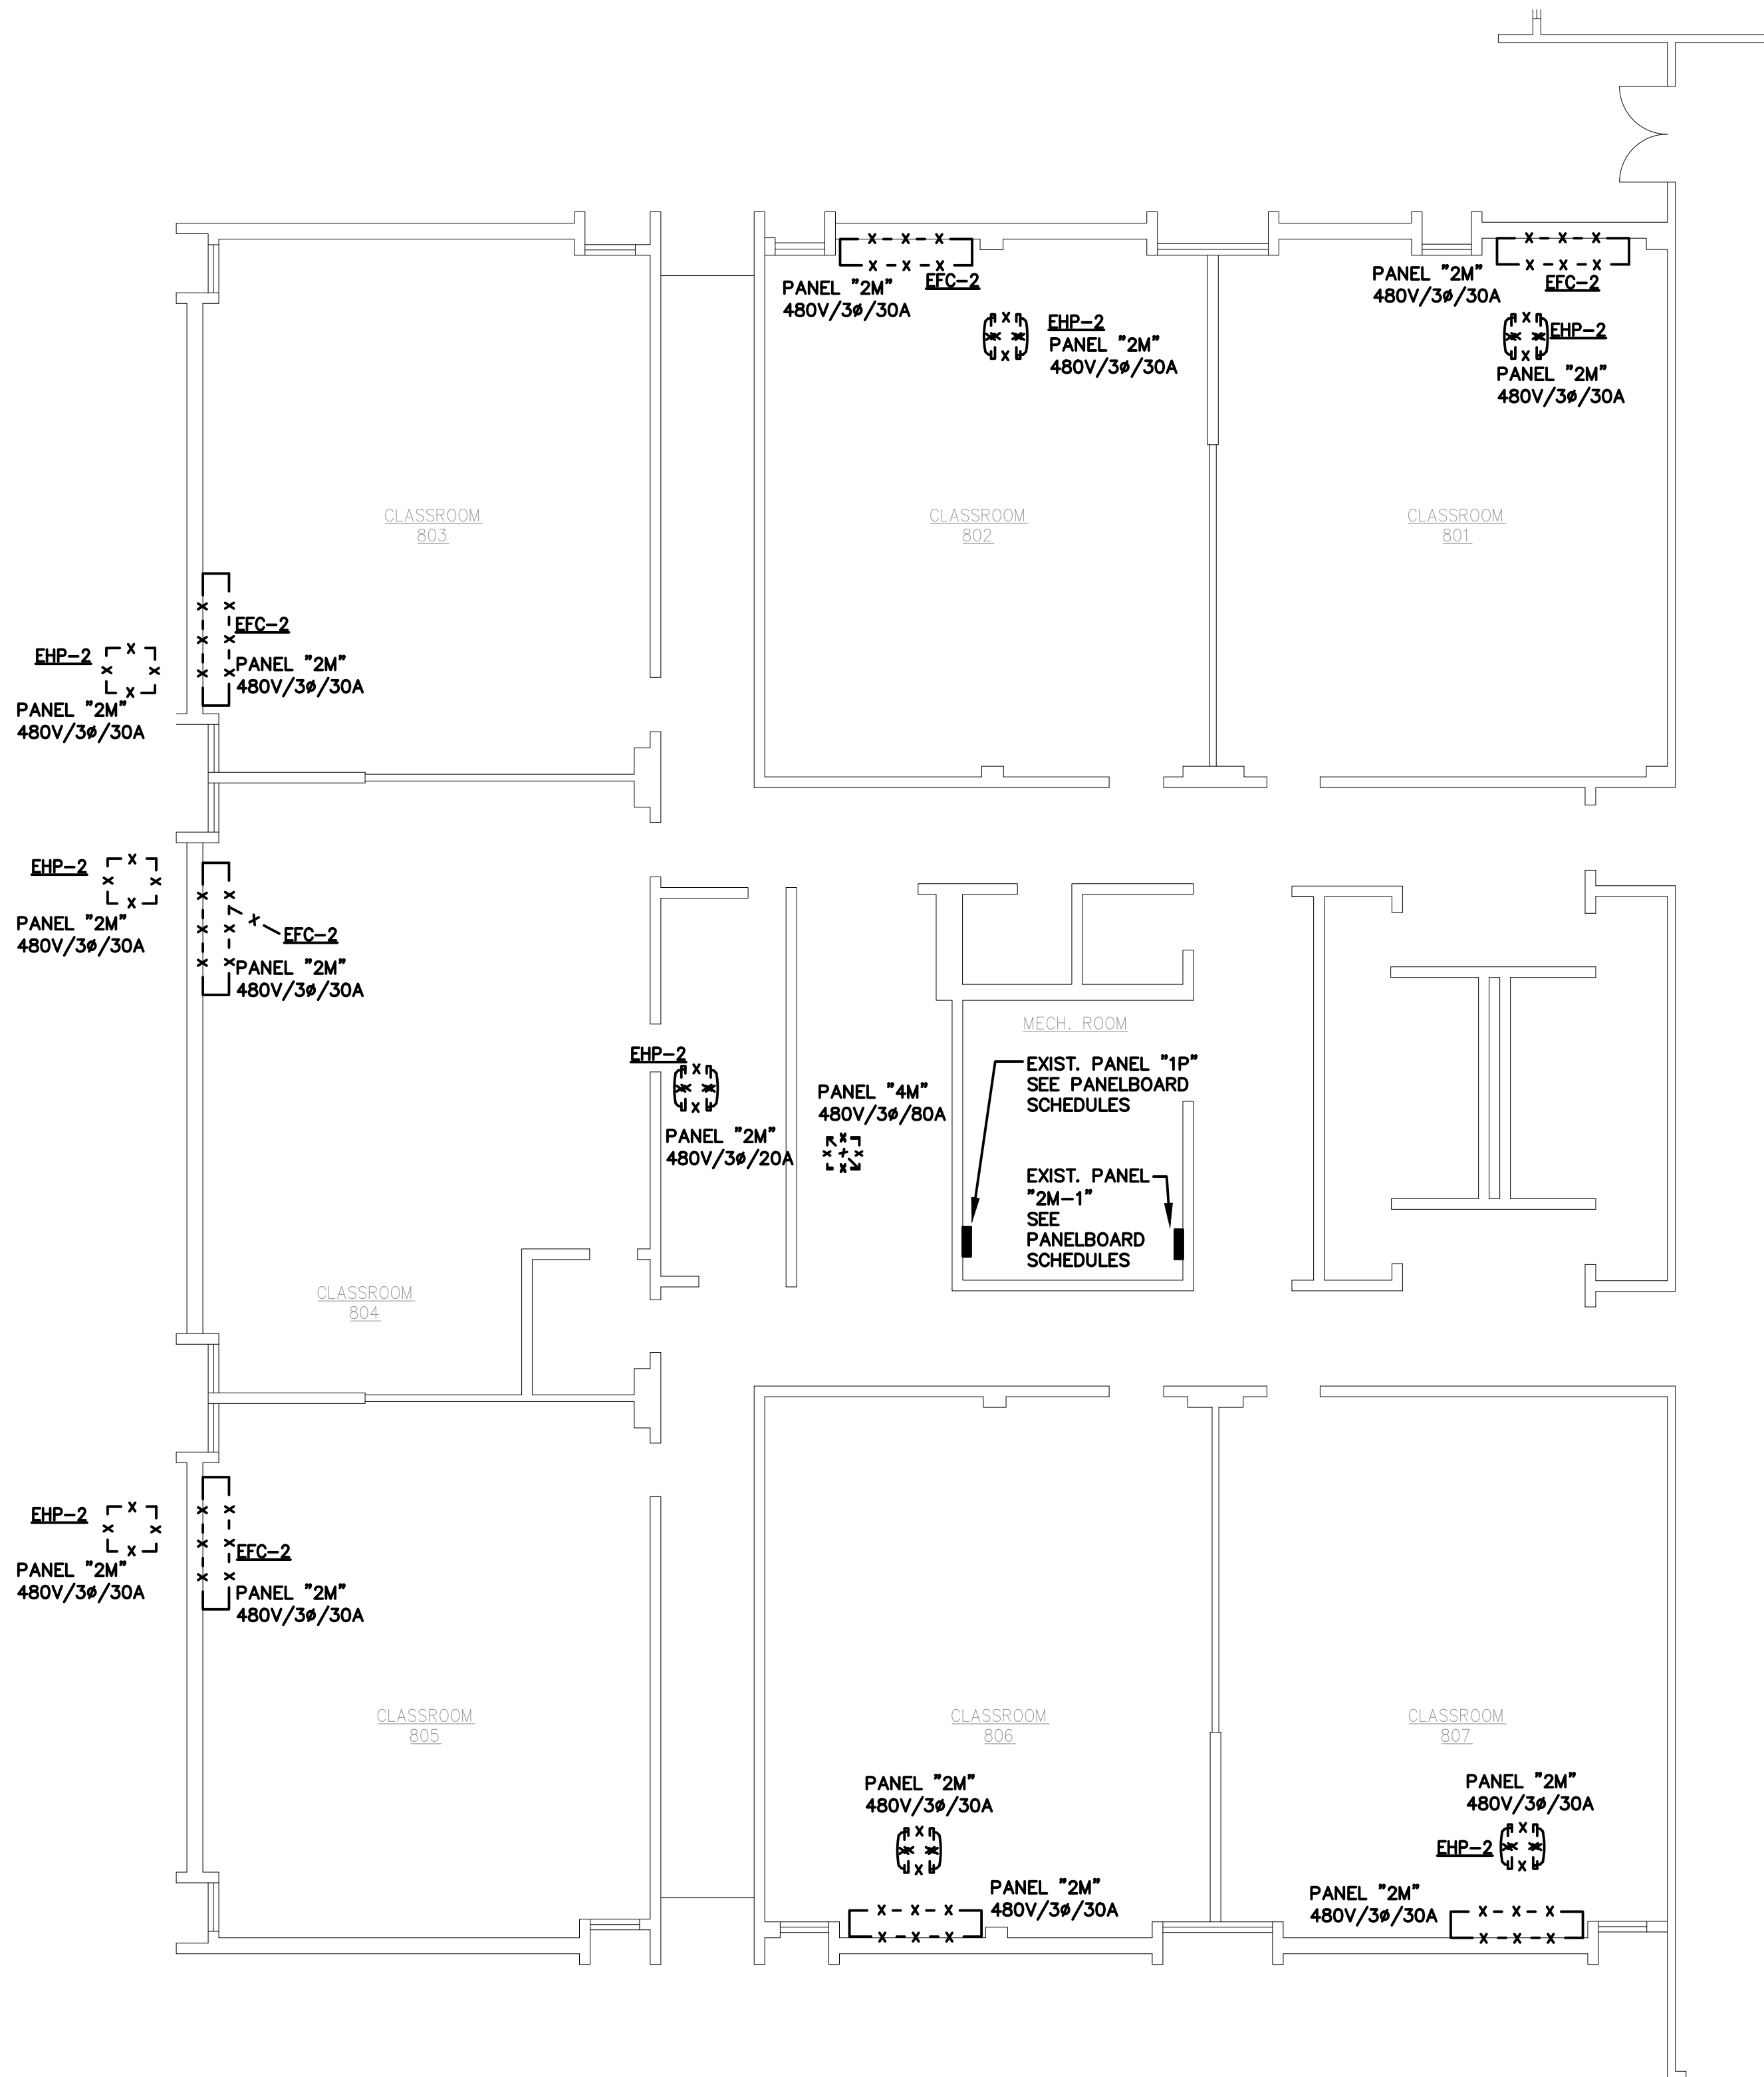 PANEL "2M"
480V/3ø/30A
EFC-2
EHP-2
PANEL "2M"
480V/3ø/30A
PANEL "2M"
480V/3ø/30A
EFC-2
EHP-2
PANEL "2M"
480V/3ø/30A
CLASSROOM
803
CLASSROOM
802
CLASSROOM
801
EHP-2
PANEL "2M"
480V/3ø/30A
EFC-2
PANEL "2M"
480V/3ø/30A
EHP-2
PANEL "2M"
480V/3ø/30A
EFC-2
PANEL "2M"
480V/3ø/30A
MECH. ROOM
EHP-2
PANEL "2M"
480V/3ø/20A
PANEL "4M"
480V/3ø/80A
EXIST. PANEL "1P"
SEE PANELBOARD
SCHEDULES
EXIST. PANEL
"2M-1"
SEE
PANELBOARD
SCHEDULES
CLASSROOM
804
EHP-2
PANEL "2M"
480V/3ø/30A
EFC-2
PANEL "2M"
480V/3ø/30A
CLASSROOM
805
CLASSROOM
806
CLASSROOM
807
PANEL "2M"
480V/3ø/30A
PANEL "2M"
480V/3ø/30A
PANEL "2M"
480V/3ø/30A
EHP-2
PANEL "2M"
480V/3ø/30A